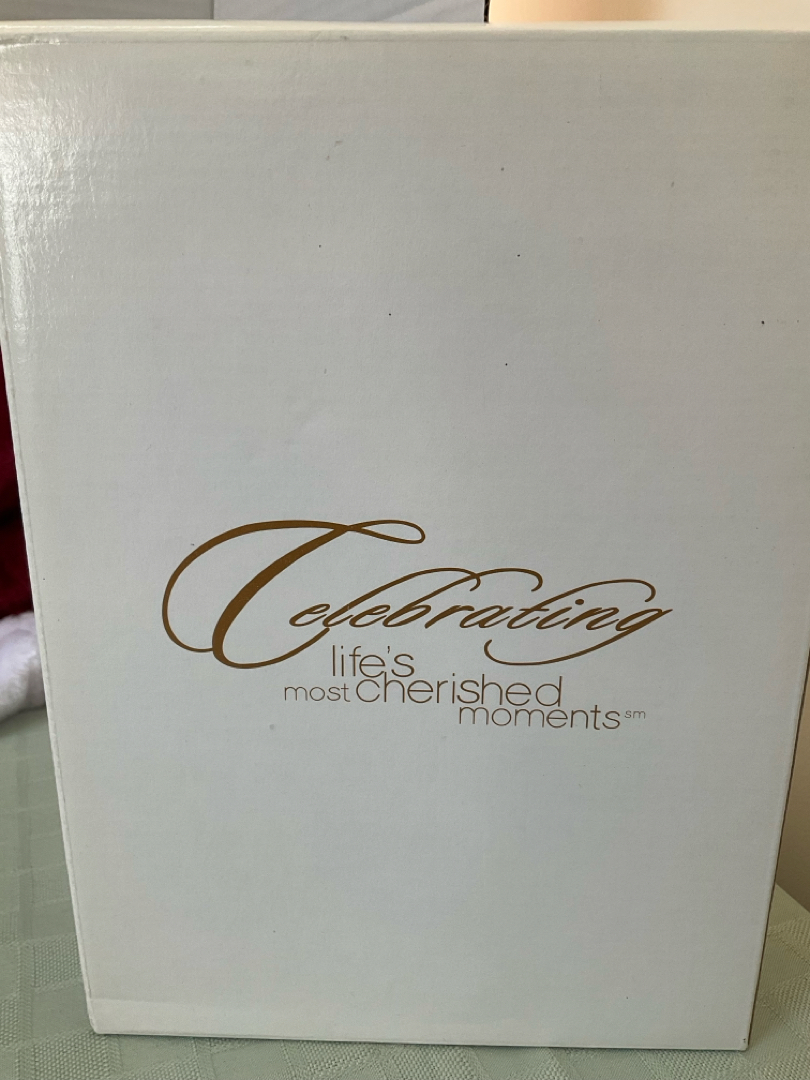 Celebrating
life's
most cherished
moments sm